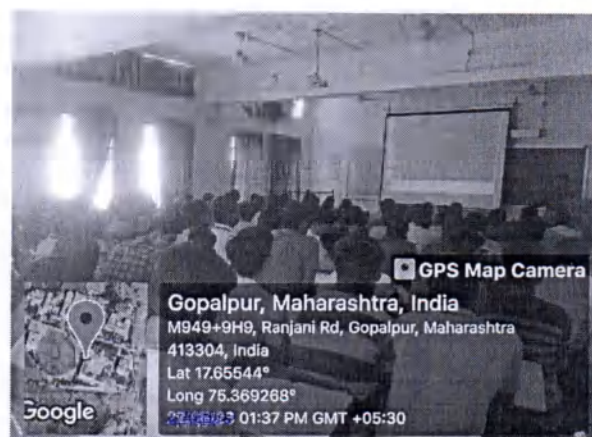 GPS Map Camera
Gopalpur, Maharashtra, India
M949+9H9, Ranjani Rd, Gopalpur, Maharashtra
413304, India
Lat 17.65544°
Long 75.369268°
01:37 PM GMT +05:30
Google